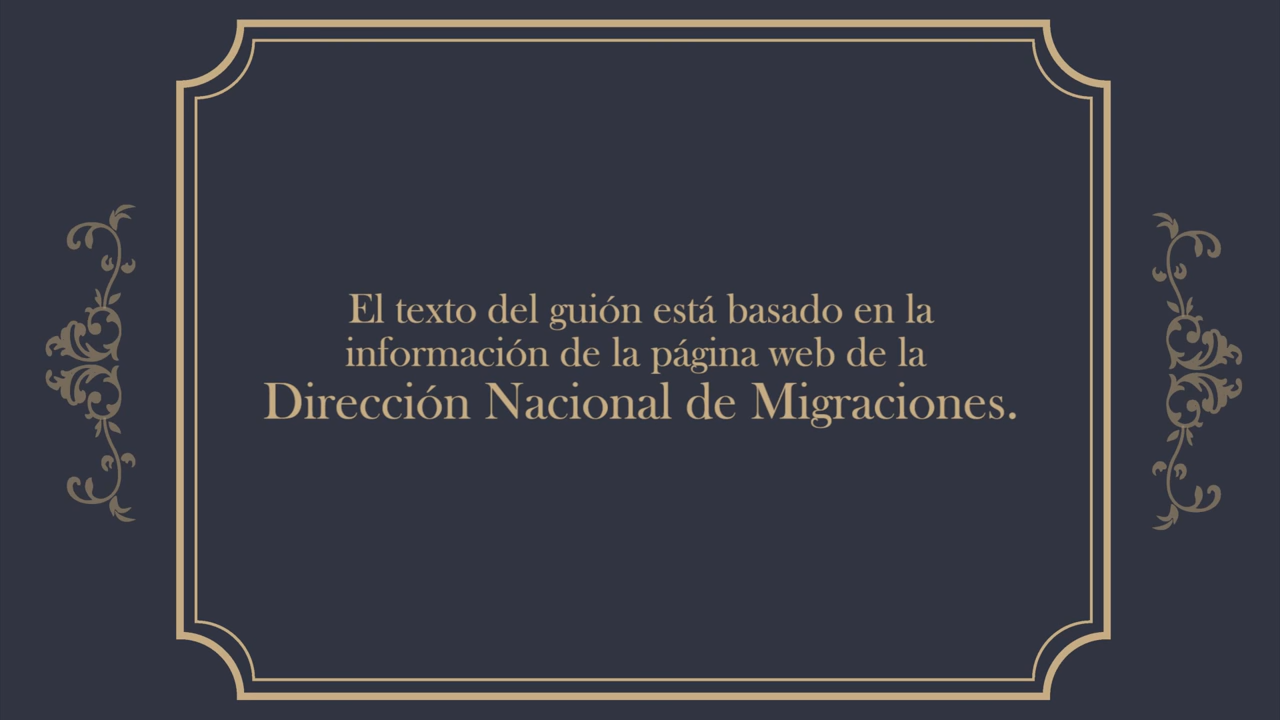 El texto del guión está basado en la
información de la página web de la
Dirección Nacional de Migraciones.